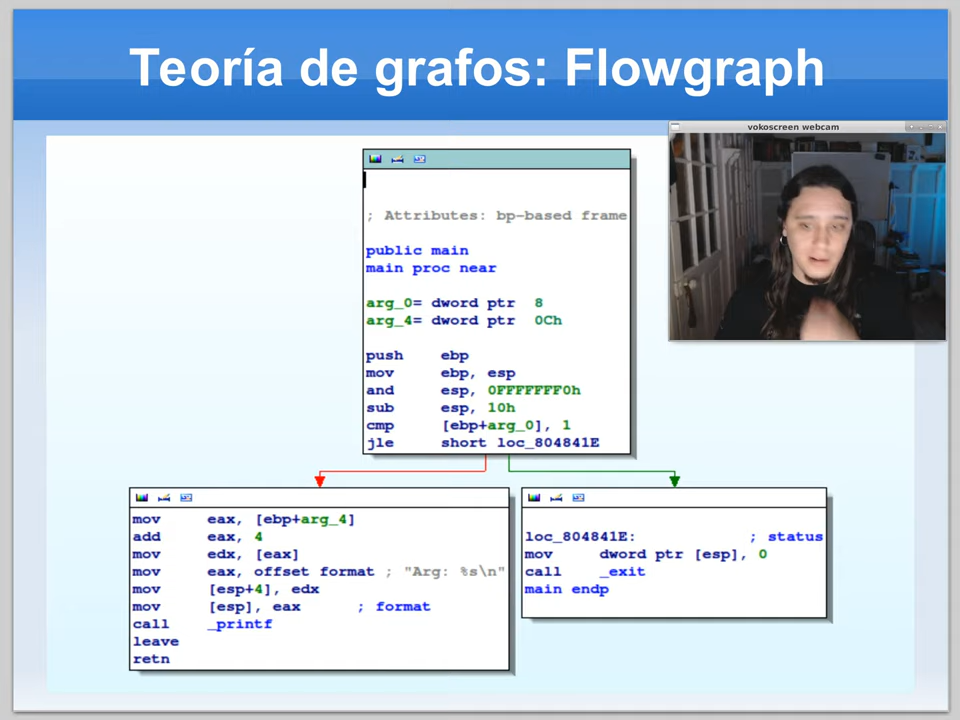 Teoría de grafos: Flowgraph
vokoscreen webcam
; Attributes: bp-based frame
public main
main proc near
arg_0= dword ptr  8
arg_4= dword ptr  0Ch
push    ebp
mov     ebp, esp
and     esp, 0FFFFFFF0h
sub     esp, 10h
cmp     [ebp+arg_0], 1
jle     short loc_804841E
mov     eax, [ebp+arg_4]
add     eax, 4
mov     edx, [eax]
mov     eax, offset format ; "Arg: %s\n"
mov     [esp+4], edx
mov     [esp], eax    ; format
call    _printf
leave
retn
loc_804841E:            ; status
mov     dword ptr [esp], 0
call    _exit
main endp